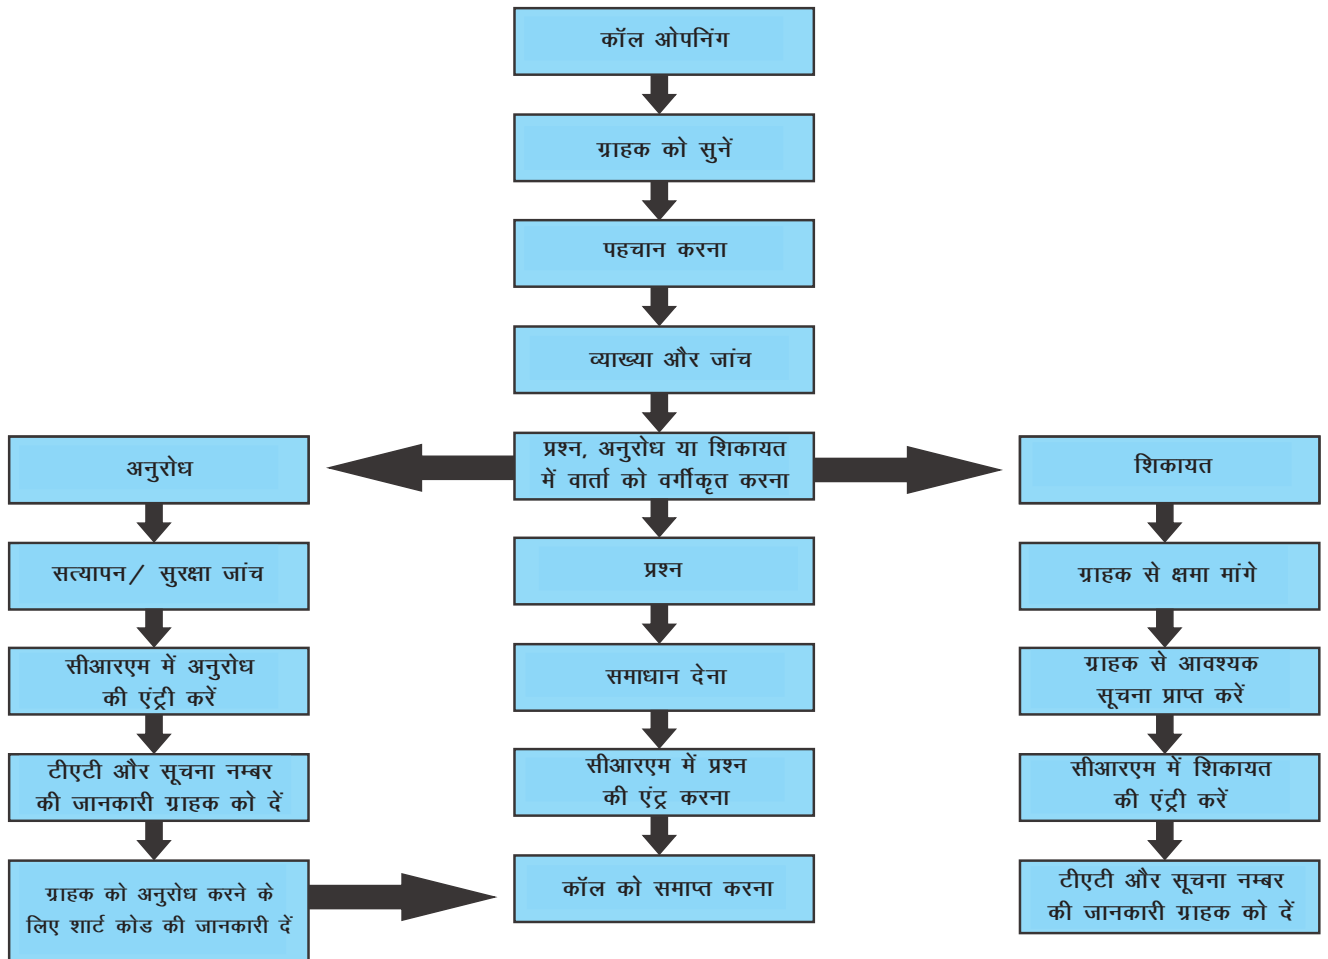 कॉल ओपनिंग
ग्राहक को सुनें
पहचान करना
व्याख्या और जांच
प्रश्न, अनुरोध या शिकायत
में वार्ता को वर्गीकृत करना
अनुरोध
सत्यापन/ सुरक्षा जांच
सीआरएम में अनुरोध
की एंट्री करें
टीएटी और सूचना नम्बर
की जानकारी ग्राहक को दें
ग्राहक को अनुरोध करने के
लिए शार्ट कोड की जानकारी दें
प्रश्न
समाधान देना
सीआरएम में प्रश्न
की एंट्र करना
कॉल को समाप्त करना
शिकायत
ग्राहक से क्षमा मांगे
ग्राहक से आवश्यक
सूचना प्राप्त करें
सीआरएम में शिकायत
की एंट्री करें
टीएटी और सूचना नम्बर
की जानकारी ग्राहक को दें